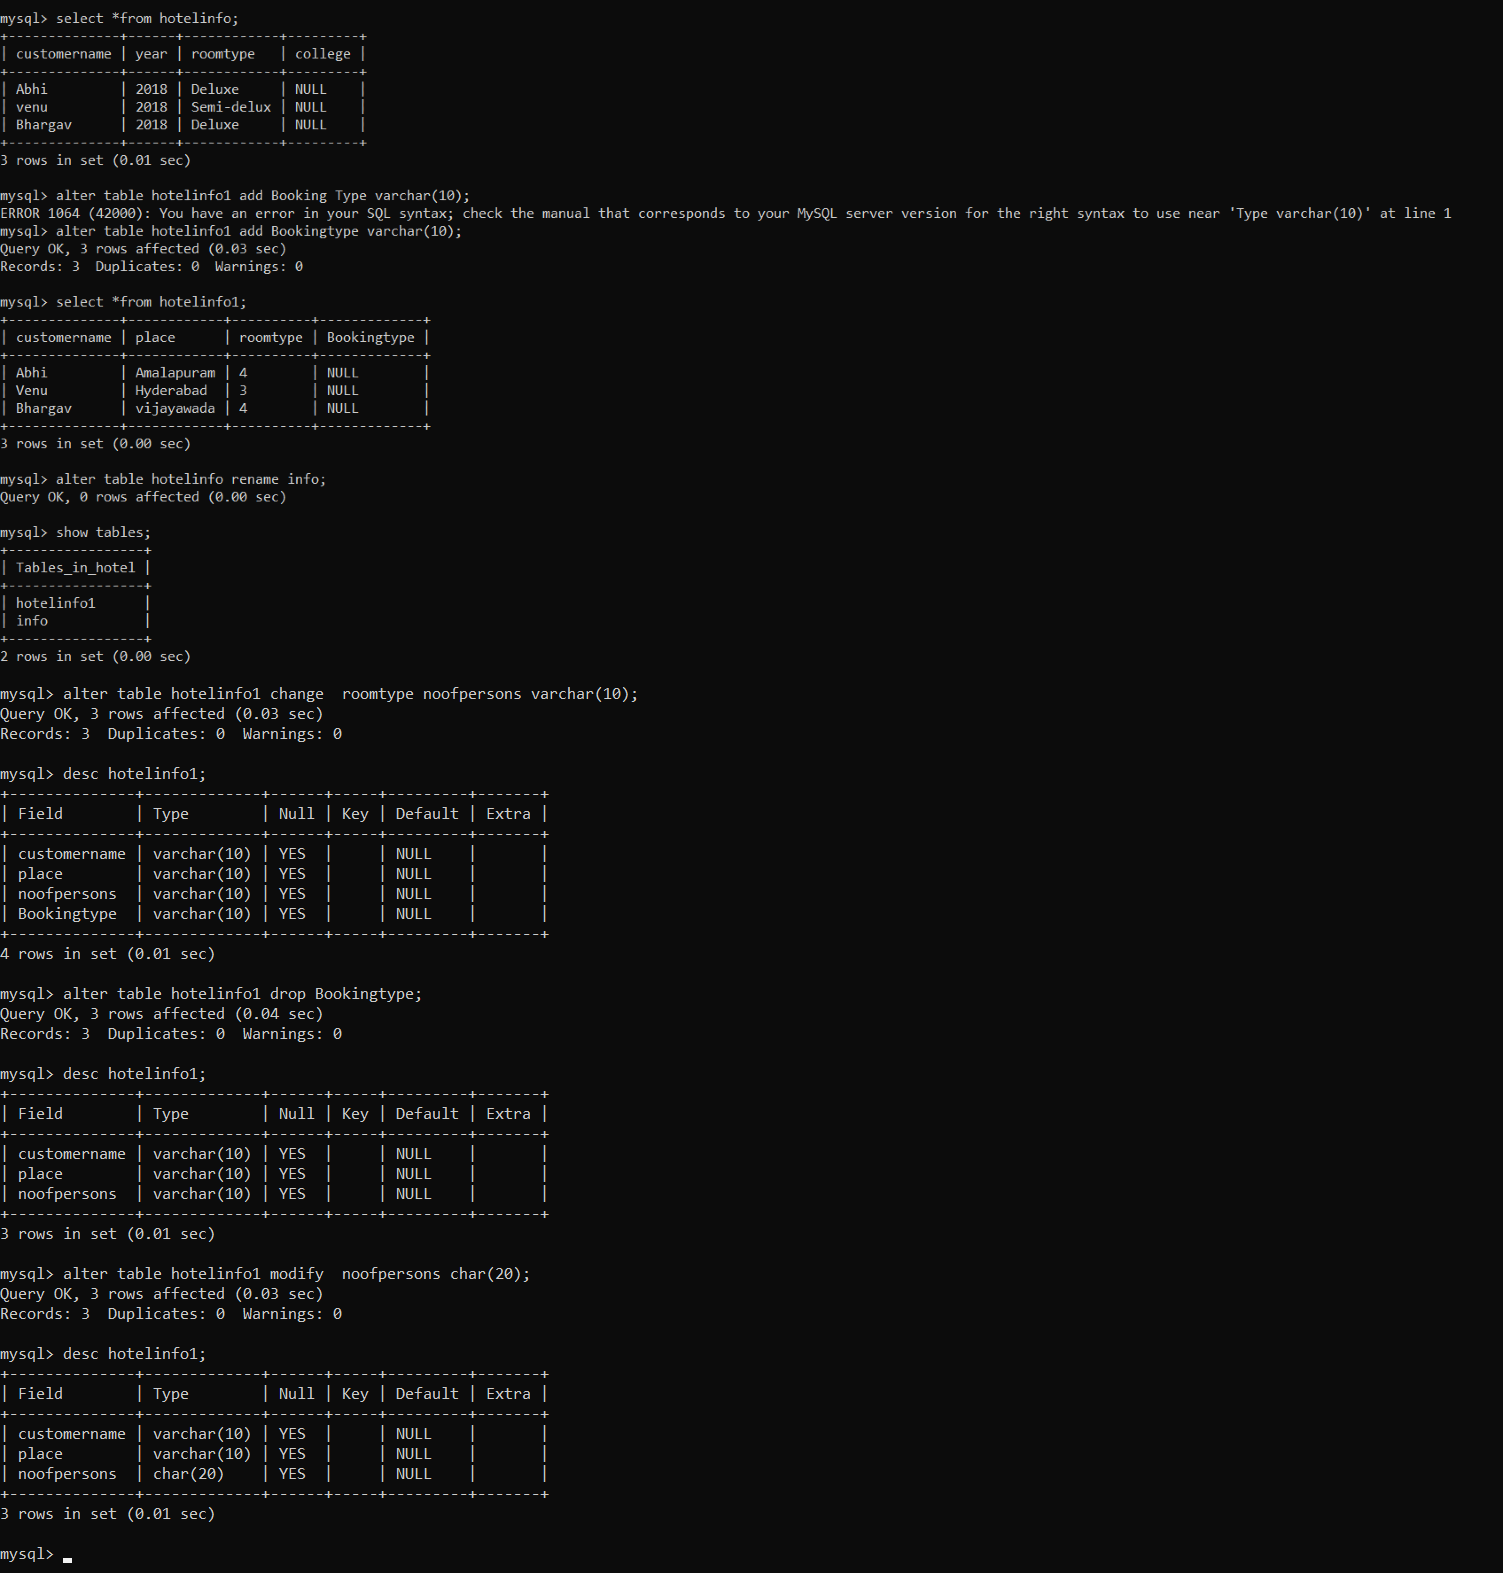 mysql> select *from hotelinfo;
+--------------+------+------------+---------+
| customername | year | roomtype   | college |
+--------------+------+------------+---------+
| Abhi         | 2018 | Deluxe     | NULL    |
| venu         | 2018 | Semi-delux | NULL    |
| Bhargav      | 2018 | Deluxe     | NULL    |
+--------------+------+------------+---------+
3 rows in set (0.01 sec)

mysql> alter table hotelinfo1 add Booking Type varchar(10);
ERROR 1064 (42000): You have an error in your SQL syntax; check the manual that corresponds to your MySQL server version for the right syntax to use near 'Type varchar(10)' at line 1
mysql> alter table hotelinfo1 add Bookingtype varchar(10);
Query OK, 3 rows affected (0.03 sec)
Records: 3  Duplicates: 0  Warnings: 0

mysql> select *from hotelinfo1;
+--------------+------------+----------+-------------+
| customername | place      | roomtype | Bookingtype |
+--------------+------------+----------+-------------+
| Abhi         | Amalapuram | 4        | NULL        |
| Venu         | Hyderabad  | 3        | NULL        |
| Bhargav      | vijayawada | 4        | NULL        |
+--------------+------------+----------+-------------+
3 rows in set (0.00 sec)

mysql> alter table hotelinfo rename info;
Query OK, 0 rows affected (0.00 sec)

mysql> show tables;
+-----------------+
| Tables_in_hotel |
+-----------------+
| hotelinfo1      |
| info            |
+-----------------+
2 rows in set (0.00 sec)

mysql> alter table hotelinfo1 change  roomtype noofpersons varchar(10);
Query OK, 3 rows affected (0.03 sec)
Records: 3  Duplicates: 0  Warnings: 0

mysql> desc hotelinfo1;
+--------------+-------------+------+-----+---------+-------+
| Field        | Type        | Null | Key | Default | Extra |
+--------------+-------------+------+-----+---------+-------+
| customername | varchar(10) | YES  |     | NULL    |       |
| place        | varchar(10) | YES  |     | NULL    |       |
| noofpersons  | varchar(10) | YES  |     | NULL    |       |
| Bookingtype  | varchar(10) | YES  |     | NULL    |       |
+--------------+-------------+------+-----+---------+-------+
4 rows in set (0.01 sec)

mysql> alter table hotelinfo1 drop Bookingtype;
Query OK, 3 rows affected (0.04 sec)
Records: 3  Duplicates: 0  Warnings: 0

mysql> desc hotelinfo1;
+--------------+-------------+------+-----+---------+-------+
| Field        | Type        | Null | Key | Default | Extra |
+--------------+-------------+------+-----+---------+-------+
| customername | varchar(10) | YES  |     | NULL    |       |
| place        | varchar(10) | YES  |     | NULL    |       |
| noofpersons  | varchar(10) | YES  |     | NULL    |       |
+--------------+-------------+------+-----+---------+-------+
3 rows in set (0.01 sec)

mysql> alter table hotelinfo1 modify  noofpersons char(20);
Query OK, 3 rows affected (0.03 sec)
Records: 3  Duplicates: 0  Warnings: 0

mysql> desc hotelinfo1;
+--------------+-------------+------+-----+---------+-------+
| Field        | Type        | Null | Key | Default | Extra |
+--------------+-------------+------+-----+---------+-------+
| customername | varchar(10) | YES  |     | NULL    |       |
| place        | varchar(10) | YES  |     | NULL    |       |
| noofpersons  | char(20)    | YES  |     | NULL    |       |
+--------------+-------------+------+-----+---------+-------+
3 rows in set (0.01 sec)

mysql> _